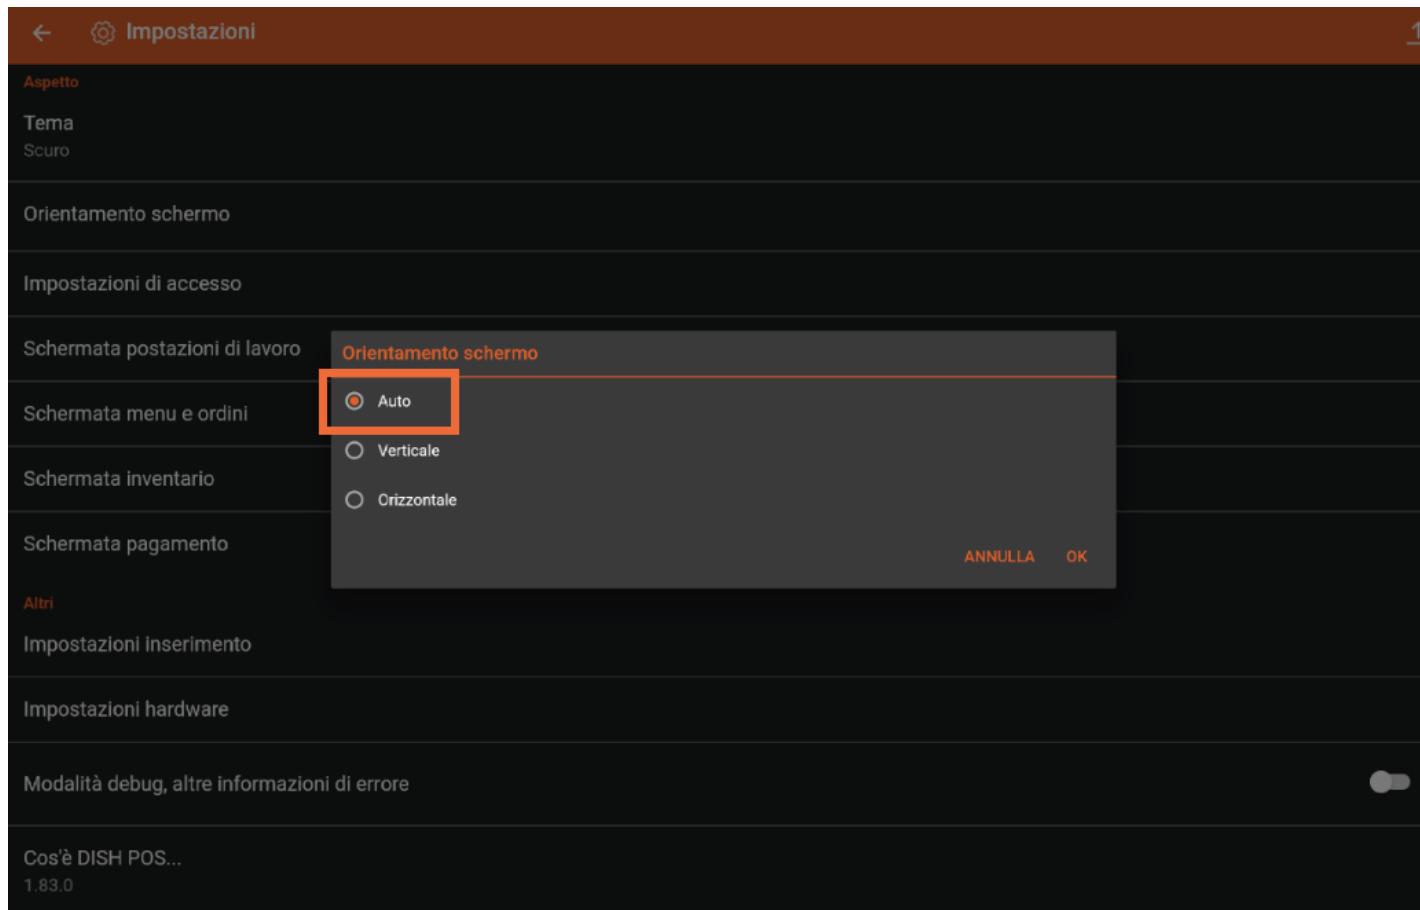 Impostazioni
Aspetto
Tema
Scuro
Orientamento schermo
Impostazioni di accesso
Schermata postazioni di lavoro
Schermata menu e ordini
Schermata inventario
Schermata pagamento
Orientamento schermo
Auto
Verticale
Orizzontale
ANNULLA OK
Altri
Impostazioni inserimento
Impostazioni hardware
Modalità debug, altre informazioni di errore
Cos'è DISH POS...
1.83.0